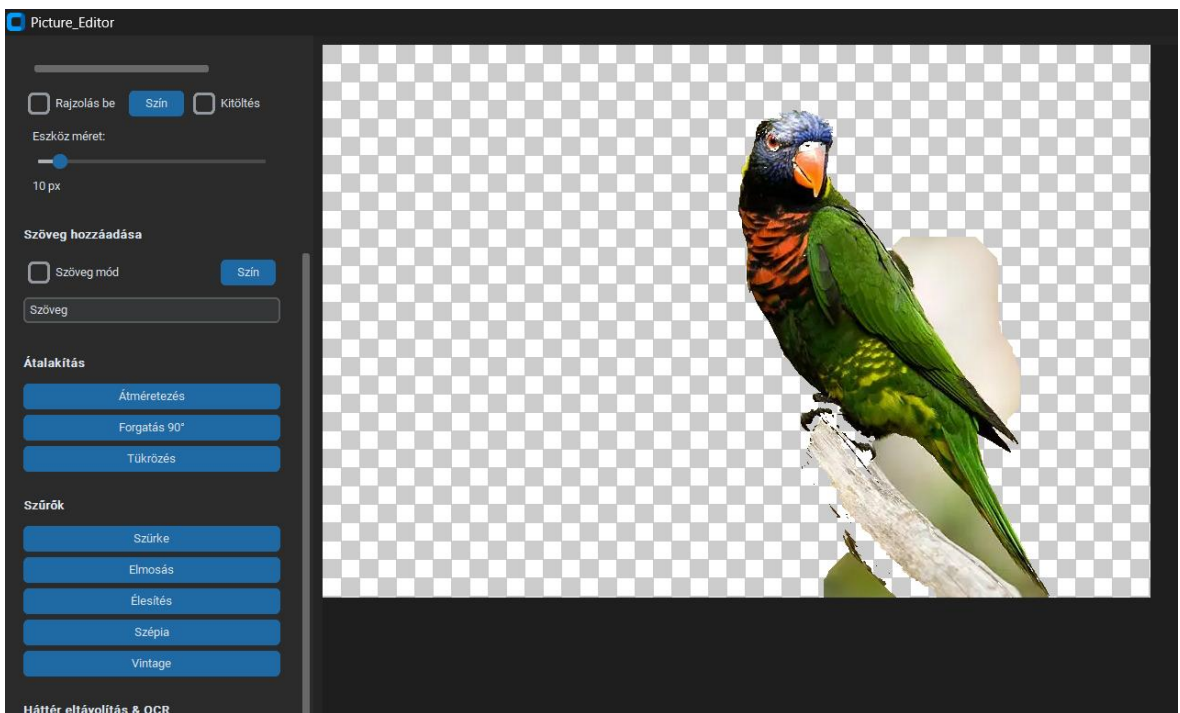 Picture_Editor
Rajzolás be Szín Kitöltés
Eszköz méret:
10 px
Szöveg hozzáadása
Szöveg mód Szín
Szöveg
Átalakítás
Átméretezés
Forgatás 90°
Tükrözés
Szűrők
Szürke
Elmosás
Élesítés
Szépia
Vintage
Háttér eltávolítás & OCR